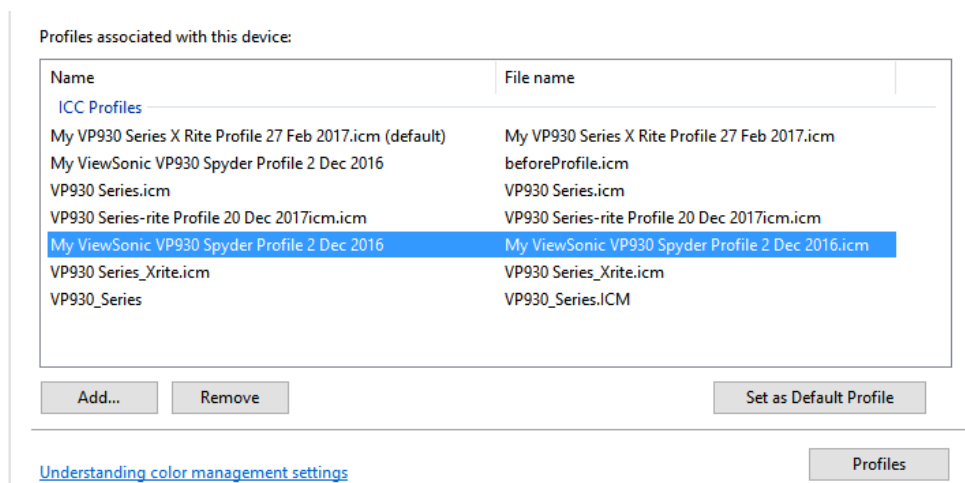 Profiles associated with this device:
Name File name
ICC Profiles
My VP930 Series X Rite Profile 27 Feb 2017.icm (default) My VP930 Series X Rite Profile 27 Feb 2017.icm
My ViewSonic VP930 Spyder Profile 2 Dec 2016 beforeProfile.icm
VP930 Series.icm VP930 Series.icm
VP930 Series-rite Profile 20 Dec 2017icm.icm VP930 Series-rite Profile 20 Dec 2017icm.icm
My ViewSonic VP930 Spyder Profile 2 Dec 2016 My ViewSonic VP930 Spyder Profile 2 Dec 2016.icm
VP930 Series_Xrite.icm VP930 Series_Xrite.icm
VP930_Series VP930_Series.ICM
Add... Remove Set as Default Profile
Understanding color management settings Profiles